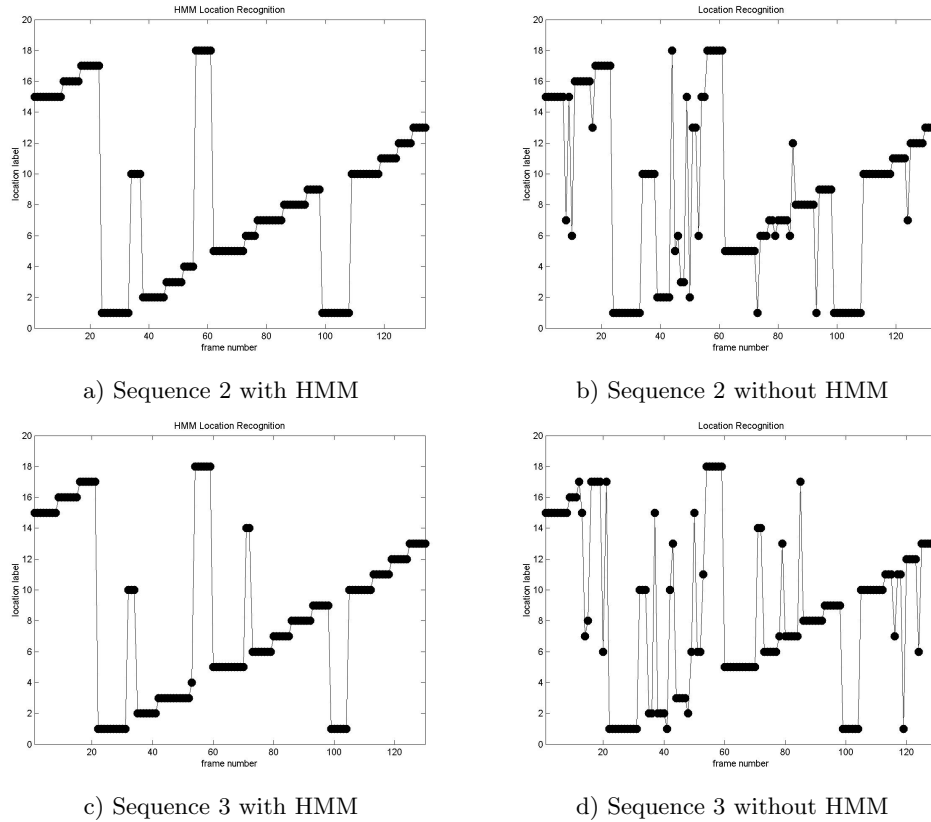 HMM Location Recognition
20
18
16
14
12
10
8
6
4
2
0
location label
20 40 60 80 100 120
frame number
a) Sequence 2 with HMM
Location Recognition
20
18
16
14
12
10
8
6
4
2
0
location label
20 40 60 80 100 120
frame number
b) Sequence 2 without HMM
HMM Location Recognition
20
18
16
14
12
10
8
6
4
2
0
location label
20 40 60 80 100 120
frame number
c) Sequence 3 with HMM
Location Recognition
20
18
16
14
12
10
8
6
4
2
0
location label
20 40 60 80 100 120
frame number
d) Sequence 3 without HMM